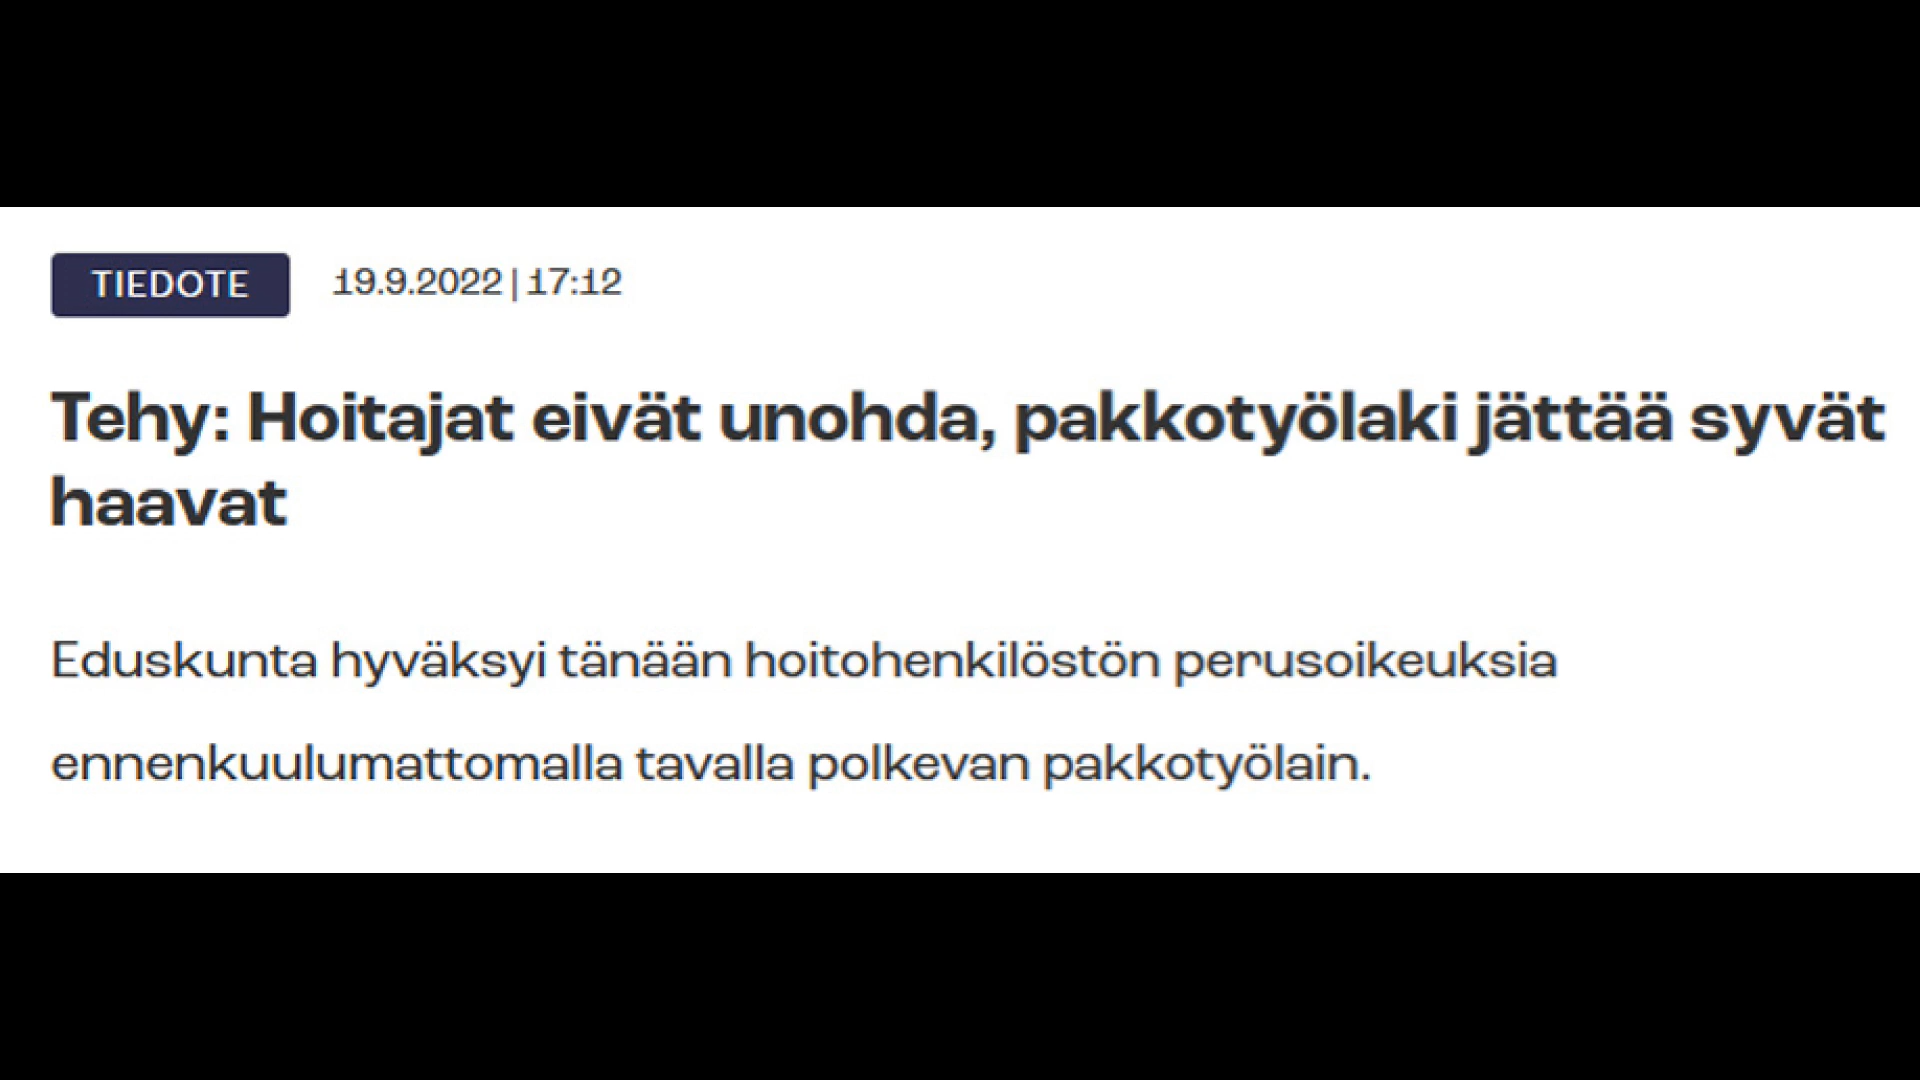 TIEDOTE 19.9.2022 | 17:12
Tehy: Hoitajat eivät unohda, pakkotyölaki jättää syvät
haavat
Eduskunta hyväksyi tänään hoitohenkilöstön perusoikeuksia
ennenkuulumattomalla tavalla polkevan pakkotyölain.